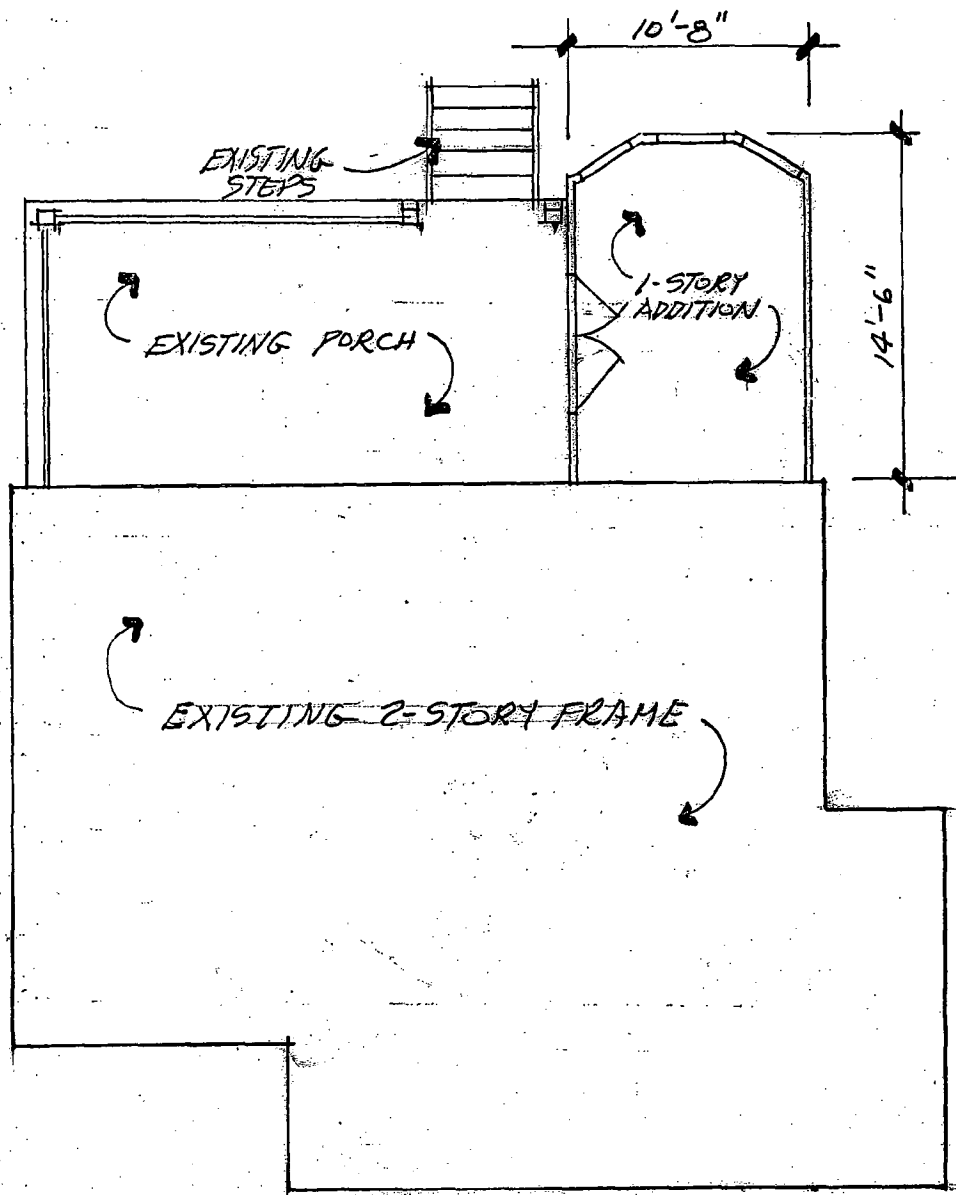 10'-8"
EXISTING
STEPS
1-STORY
ADDITION
14'-6"
EXISTING PORCH
EXISTING 2-STORY FRAME